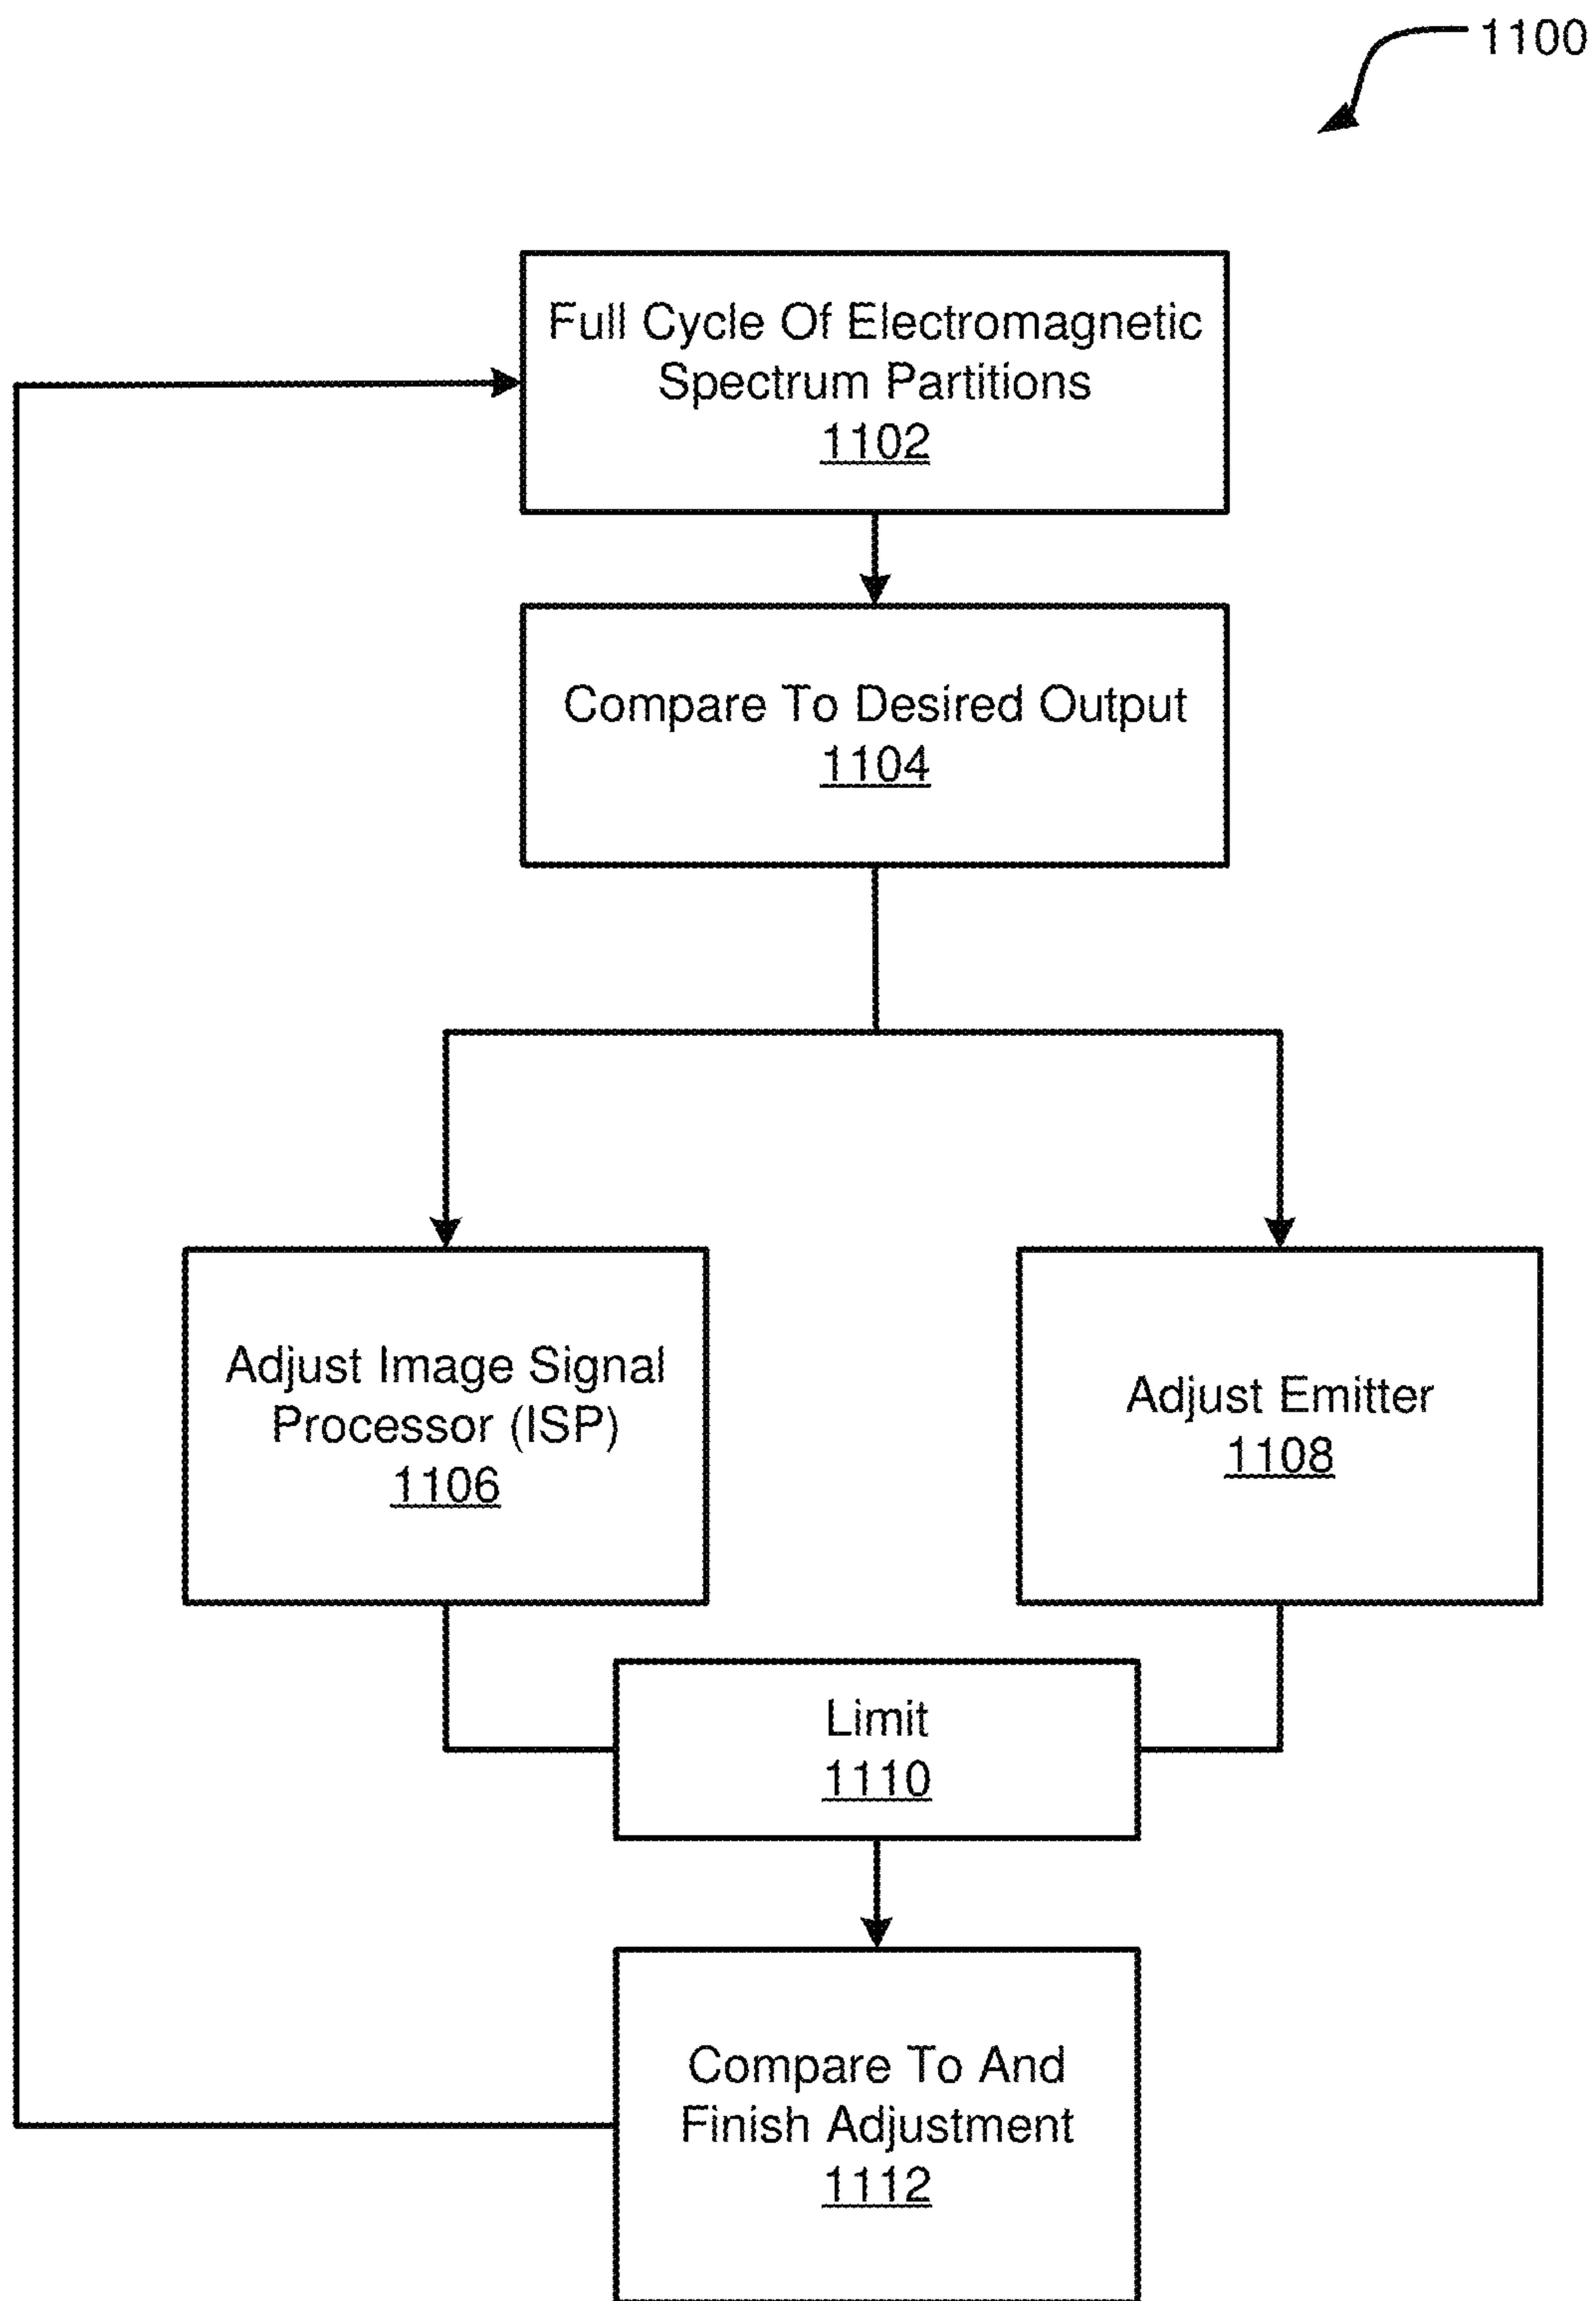 1100
Full Cycle Of Electromagnetic
Spectrum Partitions
1102
Compare To Desired Output
1104
Adjust Image Signal
Processor (ISP)
1106
Adjust Emitter
1108
Limit
1110
Compare To And
Finish Adjustment
1112